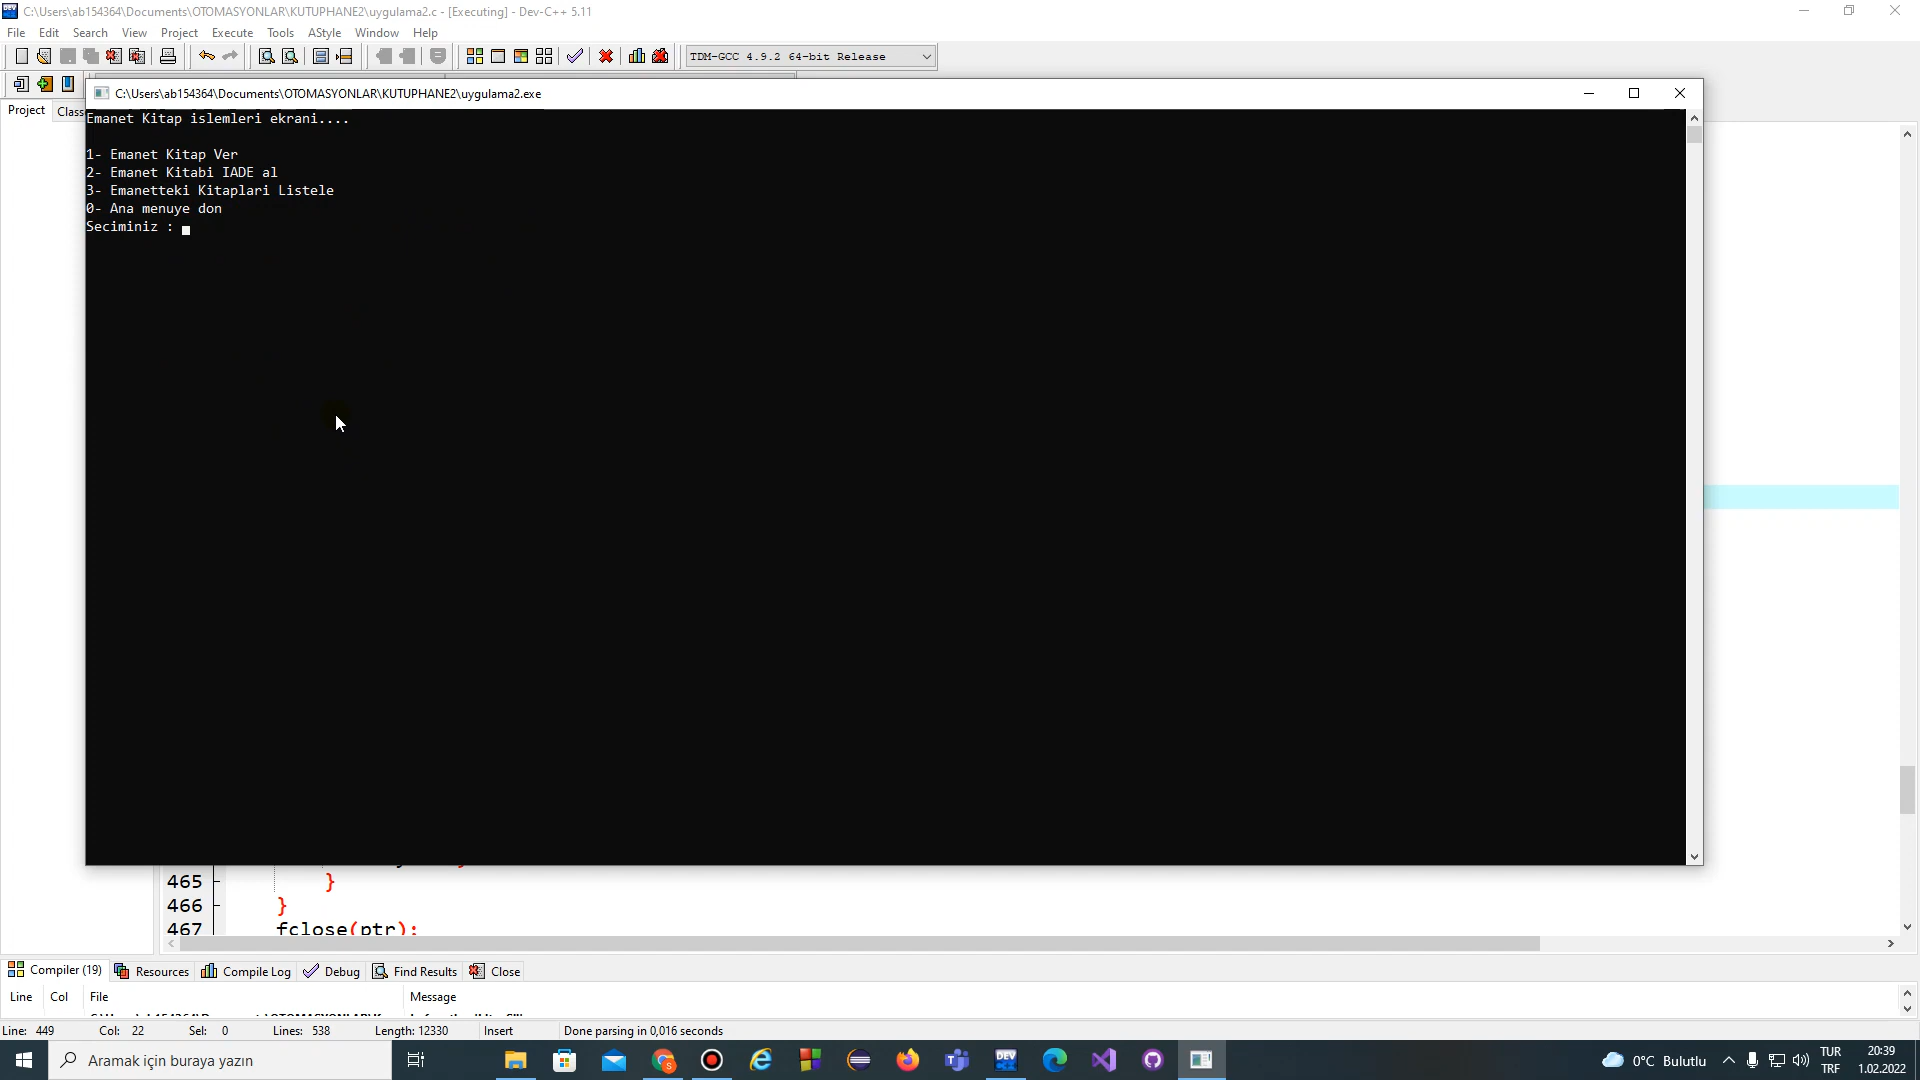 C:\Users\ab154364\Documents\OTOMASYONLAR\KUTUPHANE2\uygulama2.c - [Executing] - Dev-C++ 5.11
File Edit Search View Project Execute Tools AStyle Window Help
TDM-GCC 4.9.2 64-bit Release
C:\Users\ab154364\Documents\OTOMASYONLAR\KUTUPHANE2\uygulama2.exe
Project Class
Emanet Kitap islemleri ekrani....
1- Emanet Kitap Ver
2- Emanet Kitabi IADE al
3- Emanetteki Kitaplari Listele
0- Ana menuye don
Seciminiz :
465 }
466 }
467 fclose(ptr);
Compiler (19) Resources Compile Log Debug Find Results Close
Line Col File Message
Line: 449 Col: 22 Sel: 0 Lines: 538 Length: 12330 Insert Done parsing in 0,016 seconds
Aramak için buraya yazın
DEV
0°C Bulutlu
TUR
TRF
20:39
1.02.2022